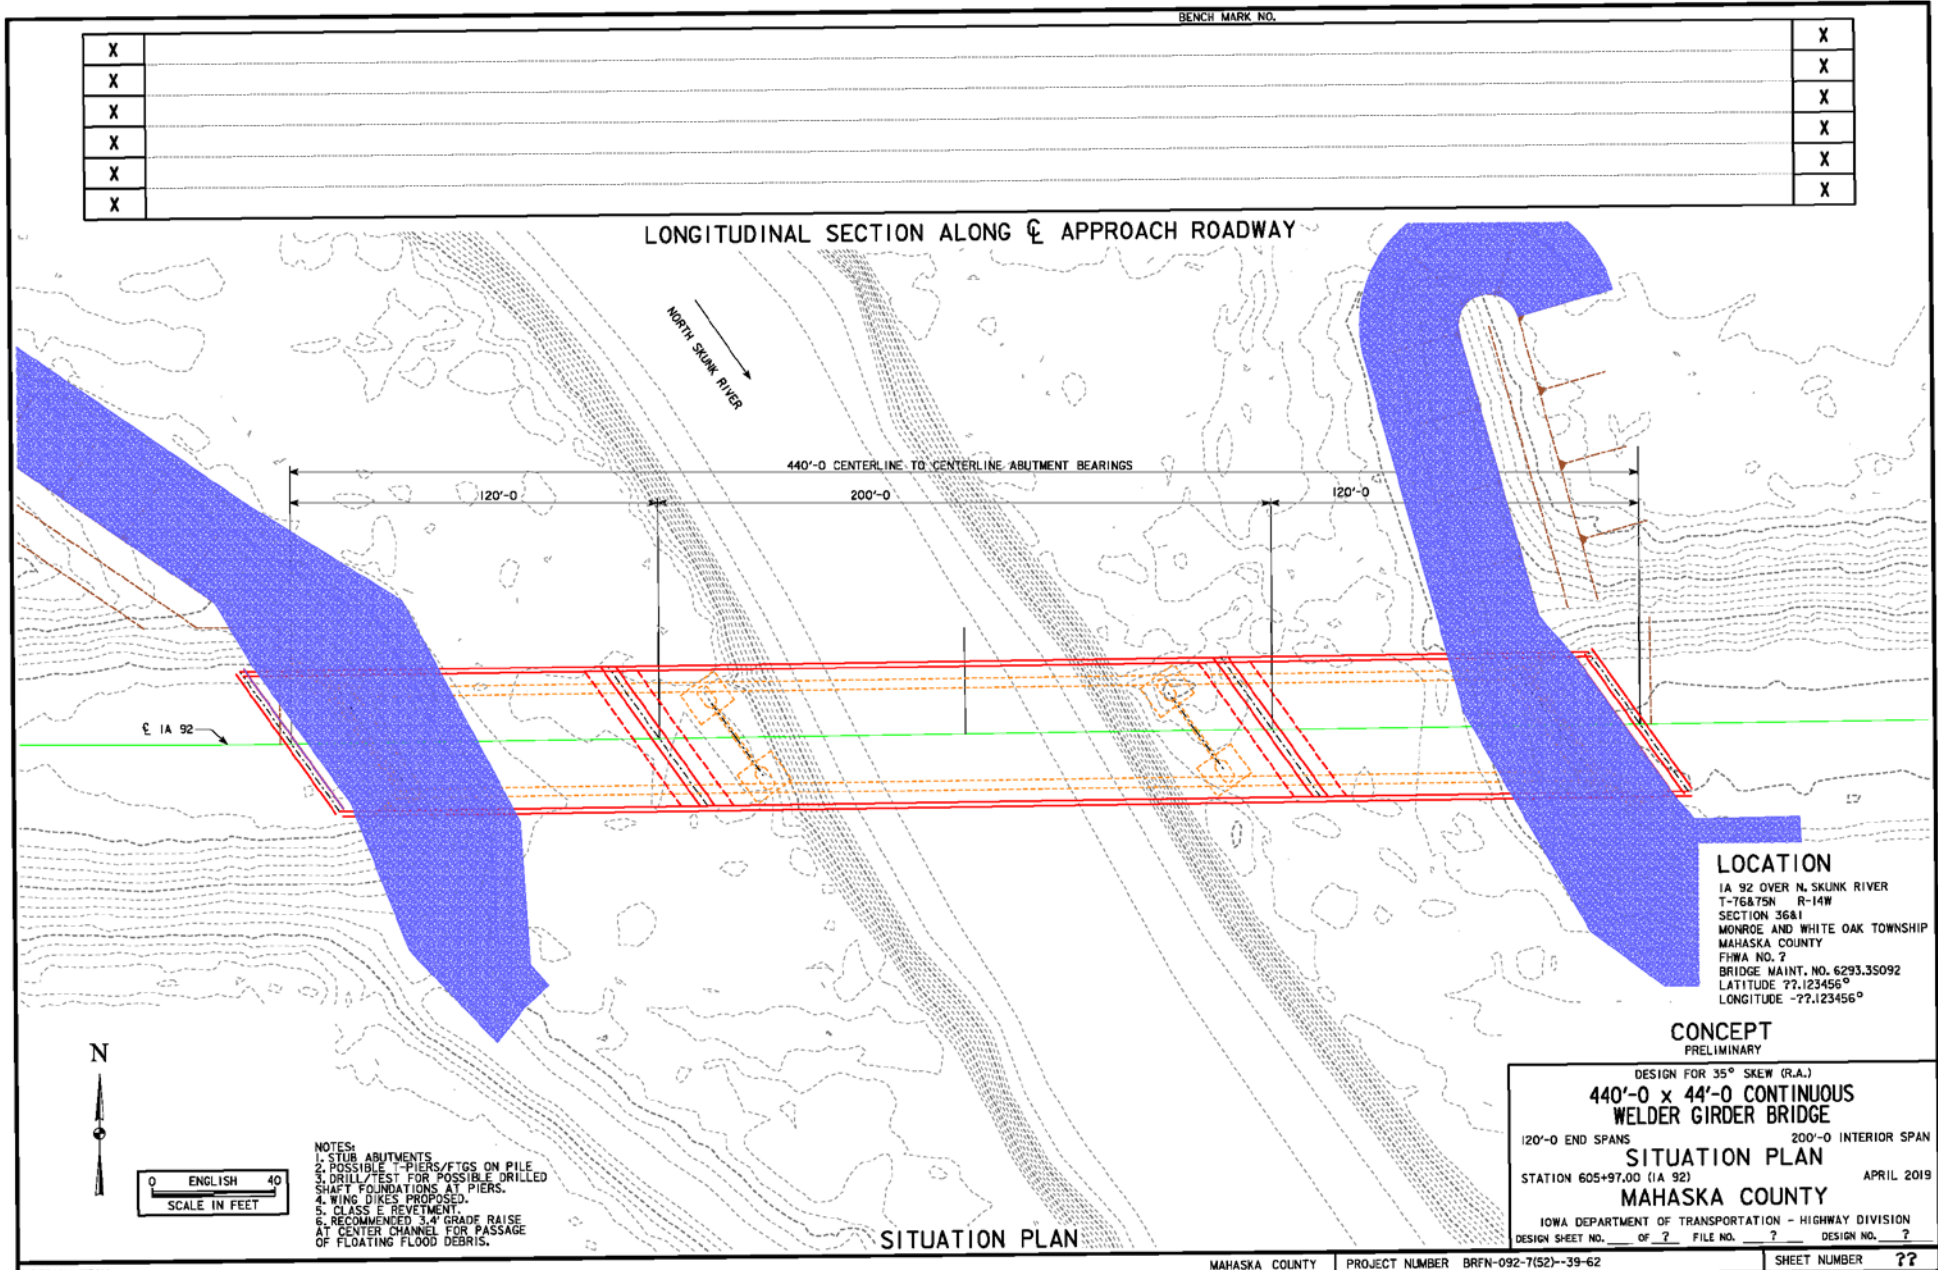 BENCH MARK NO.
X X
X X
X X
X X
X X
X X
LONGITUDINAL SECTION ALONG ℄ APPROACH ROADWAY
NORTH SKUNK RIVER
440'-0 CENTERLINE TO CENTERLINE ABUTMENT BEARINGS
120'-0 200'-0 120'-0
℄ IA 92
LOCATION
IA 92 OVER N. SKUNK RIVER
T-76&75N R-14W
SECTION 36&1
MONROE AND WHITE OAK TOWNSHIP
MAHASKA COUNTY
FHWA NO. ?
BRIDGE MAINT. NO. 6293.3S092
LATITUDE ??.123456°
LONGITUDE -??.123456°
CONCEPT
PRELIMINARY
N
0 ENGLISH 40
SCALE IN FEET
NOTES:
1. STUB ABUTMENTS
2. POSSIBLE T-PIERS/FTGS ON PILE
3. DRILL/TEST FOR POSSIBLE DRILLED
SHAFT FOUNDATIONS AT PIERS.
4. WING DIKES PROPOSED.
5. CLASS E REVETMENT.
6. RECOMMENDED 3.4' GRADE RAISE
AT CENTER CHANNEL FOR PASSAGE
OF FLOATING FLOOD DEBRIS.
SITUATION PLAN
DESIGN FOR 35° SKEW (R.A.)
440'-0 x 44'-0 CONTINUOUS
WELDER GIRDER BRIDGE
120'-0 END SPANS 200'-0 INTERIOR SPAN
SITUATION PLAN
STATION 605+97.00 (IA 92) APRIL 2019
MAHASKA COUNTY
IOWA DEPARTMENT OF TRANSPORTATION - HIGHWAY DIVISION
DESIGN SHEET NO. OF ? FILE NO. ? DESIGN NO. ?
MAHASKA COUNTY PROJECT NUMBER BRFN-092-7(52)--39-62 SHEET NUMBER ??